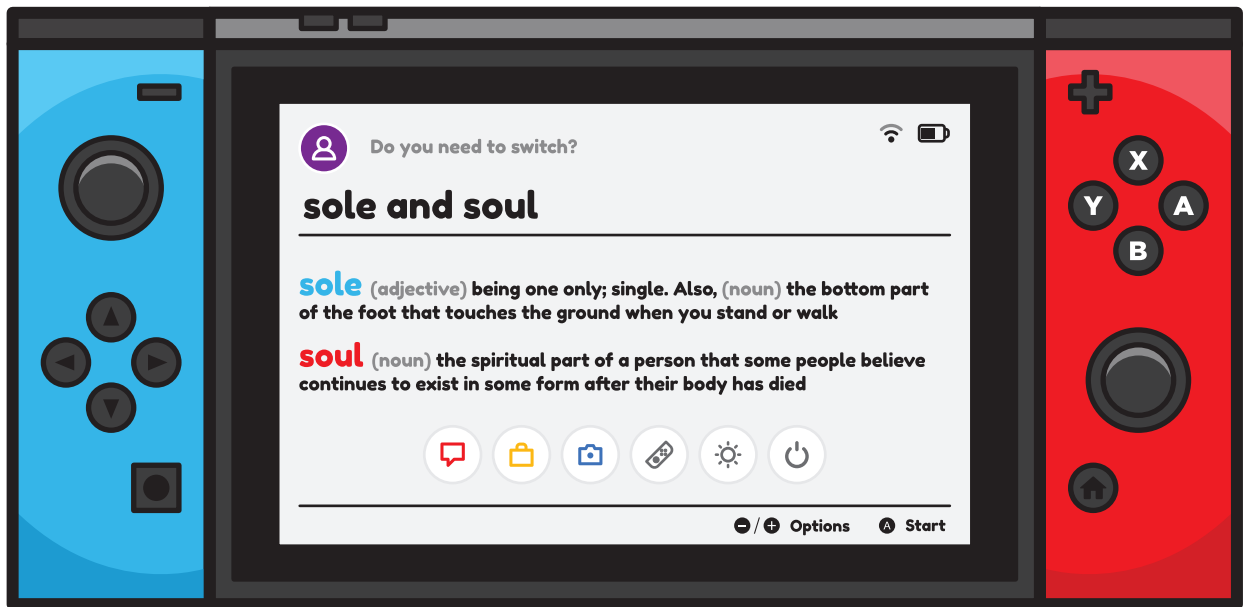 Do you need to switch?
sole and soul
sole (adjective) being one only; single. Also, (noun) the bottom part
of the foot that touches the ground when you stand or walk
soul (noun) the spiritual part of a person that some people believe
continues to exist in some form after their body has died
X
Y A
B
/ Options A Start